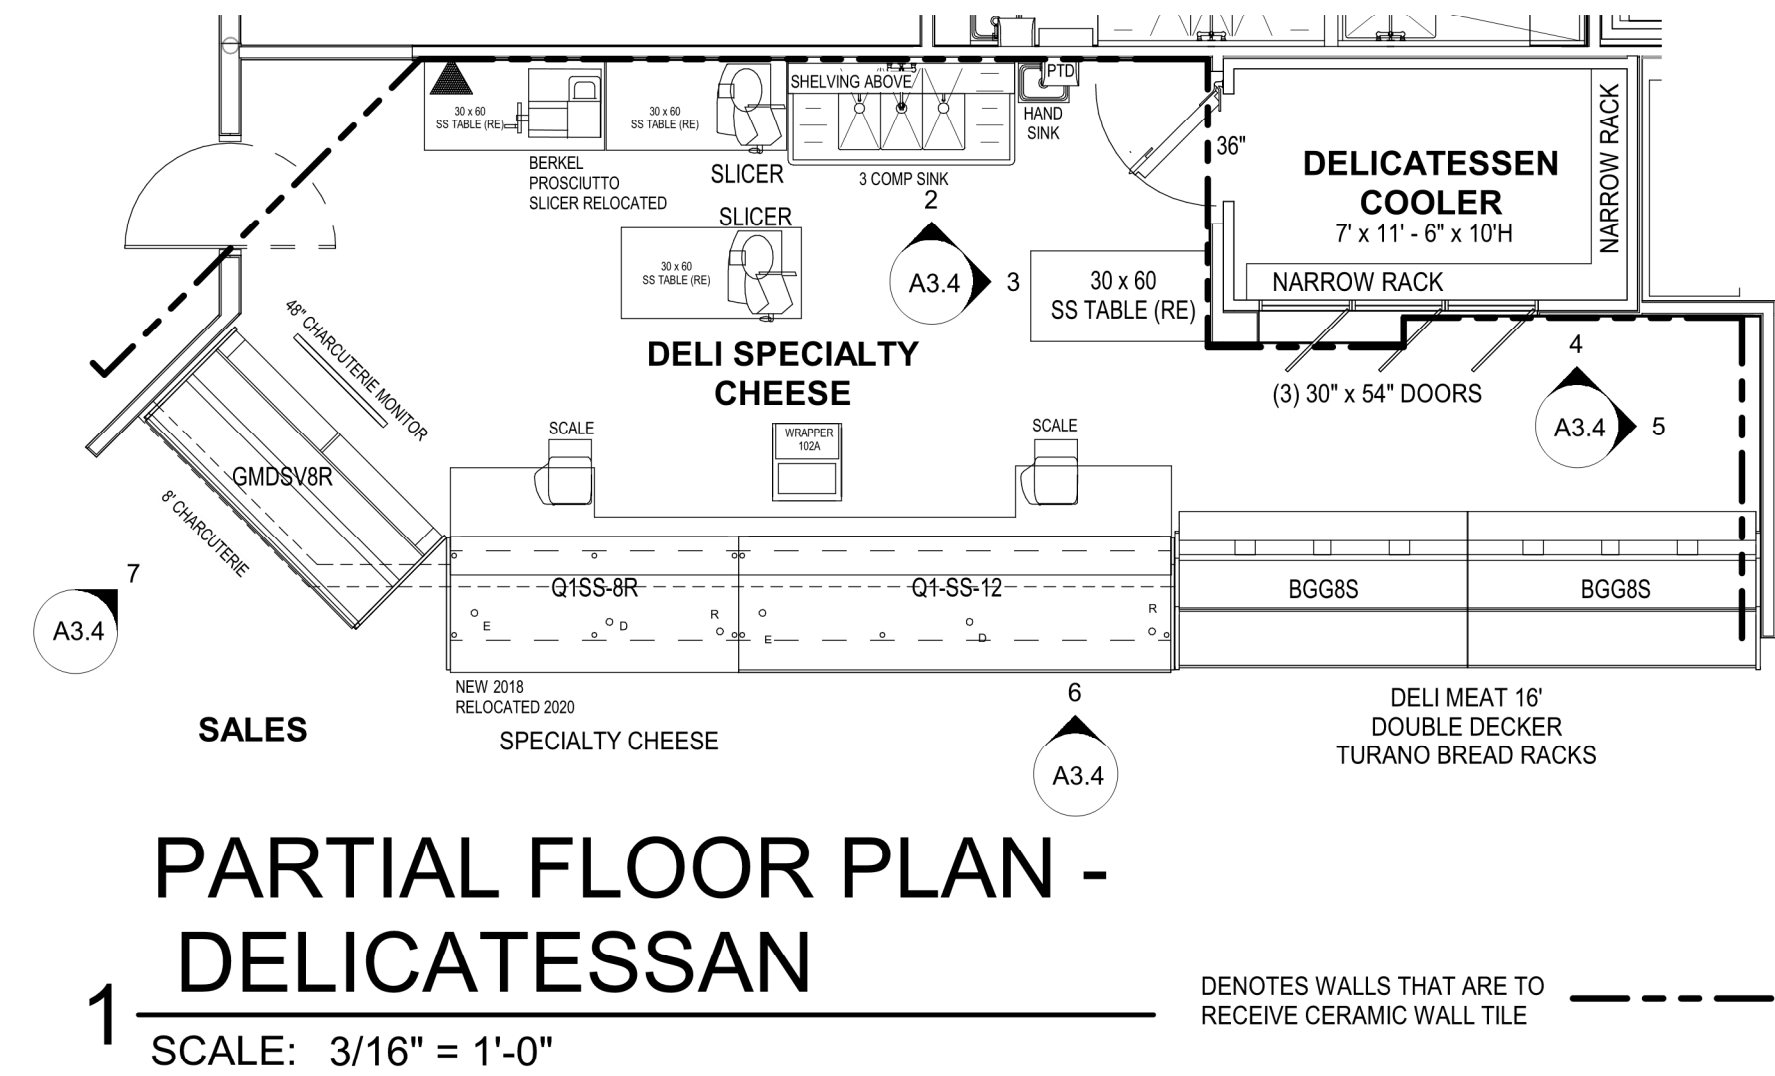 SHELVING ABOVE
PTD
30 x 60
SS TABLE (RE)
30 x 60
SS TABLE (RE)
HAND
SINK
36"
NARROW RACK
BERKEL
PROSCIUTTO
SLICER RELOCATED
SLICER
3 COMP SINK
DELICATESSEN
COOLER
7' x 11' - 6" x 10'H
NARROW RACK
SLICER
30 x 60
SS TABLE (RE)
2
A3.4
3
30 x 60
SS TABLE (RE)
48" CHARCUTERIE MONITOR
DELI SPECIALTY
CHEESE
4
A3.4
5
(3) 30" x 54" DOORS
SCALE
WRAPPER
102A
SCALE
GMDSV8R
8' CHARCUTERIE
7
A3.4
Q1SS-8R
E
D
R
Q1-SS-12
E
D
R
BGG8S
BGG8S
NEW 2018
RELOCATED 2020
SPECIALTY CHEESE
SALES
6
A3.4
DELI MEAT 16'
DOUBLE DECKER
TURANO BREAD RACKS
PARTIAL FLOOR PLAN -
DELICATESSAN
1
SCALE: 3/16" = 1'-0"
DENOTES WALLS THAT ARE TO
RECEIVE CERAMIC WALL TILE